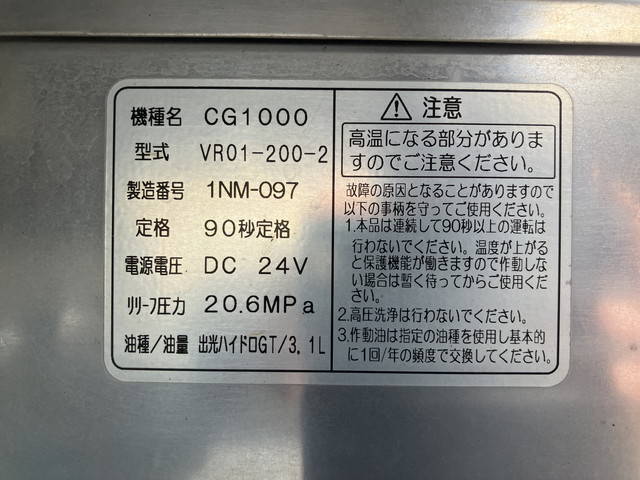 機種名 CG1000
型式 VR01-200-2
製造番号 1NM-097
定格 90秒定格
電源電圧 DC 24V
リリーフ圧力 20.6MPa
油種/油量 出光ハイドロGT/3.1L
⚠ 注意
高温になる部分がありま
すのでご注意ください。
故障の原因となることがありますので
以下の事柄を守ってご使用ください。
1.本品は連続して90秒以上の運転は
行わないでください。温度が上がる
と保護機能が働きますので作動しな
い場合は暫く待ってからご使用くだ
さい。
2.高圧洗浄は行わないでください。
3.作動油は指定の油種を使用し基本的
に1回/年の頻度で交換してください。